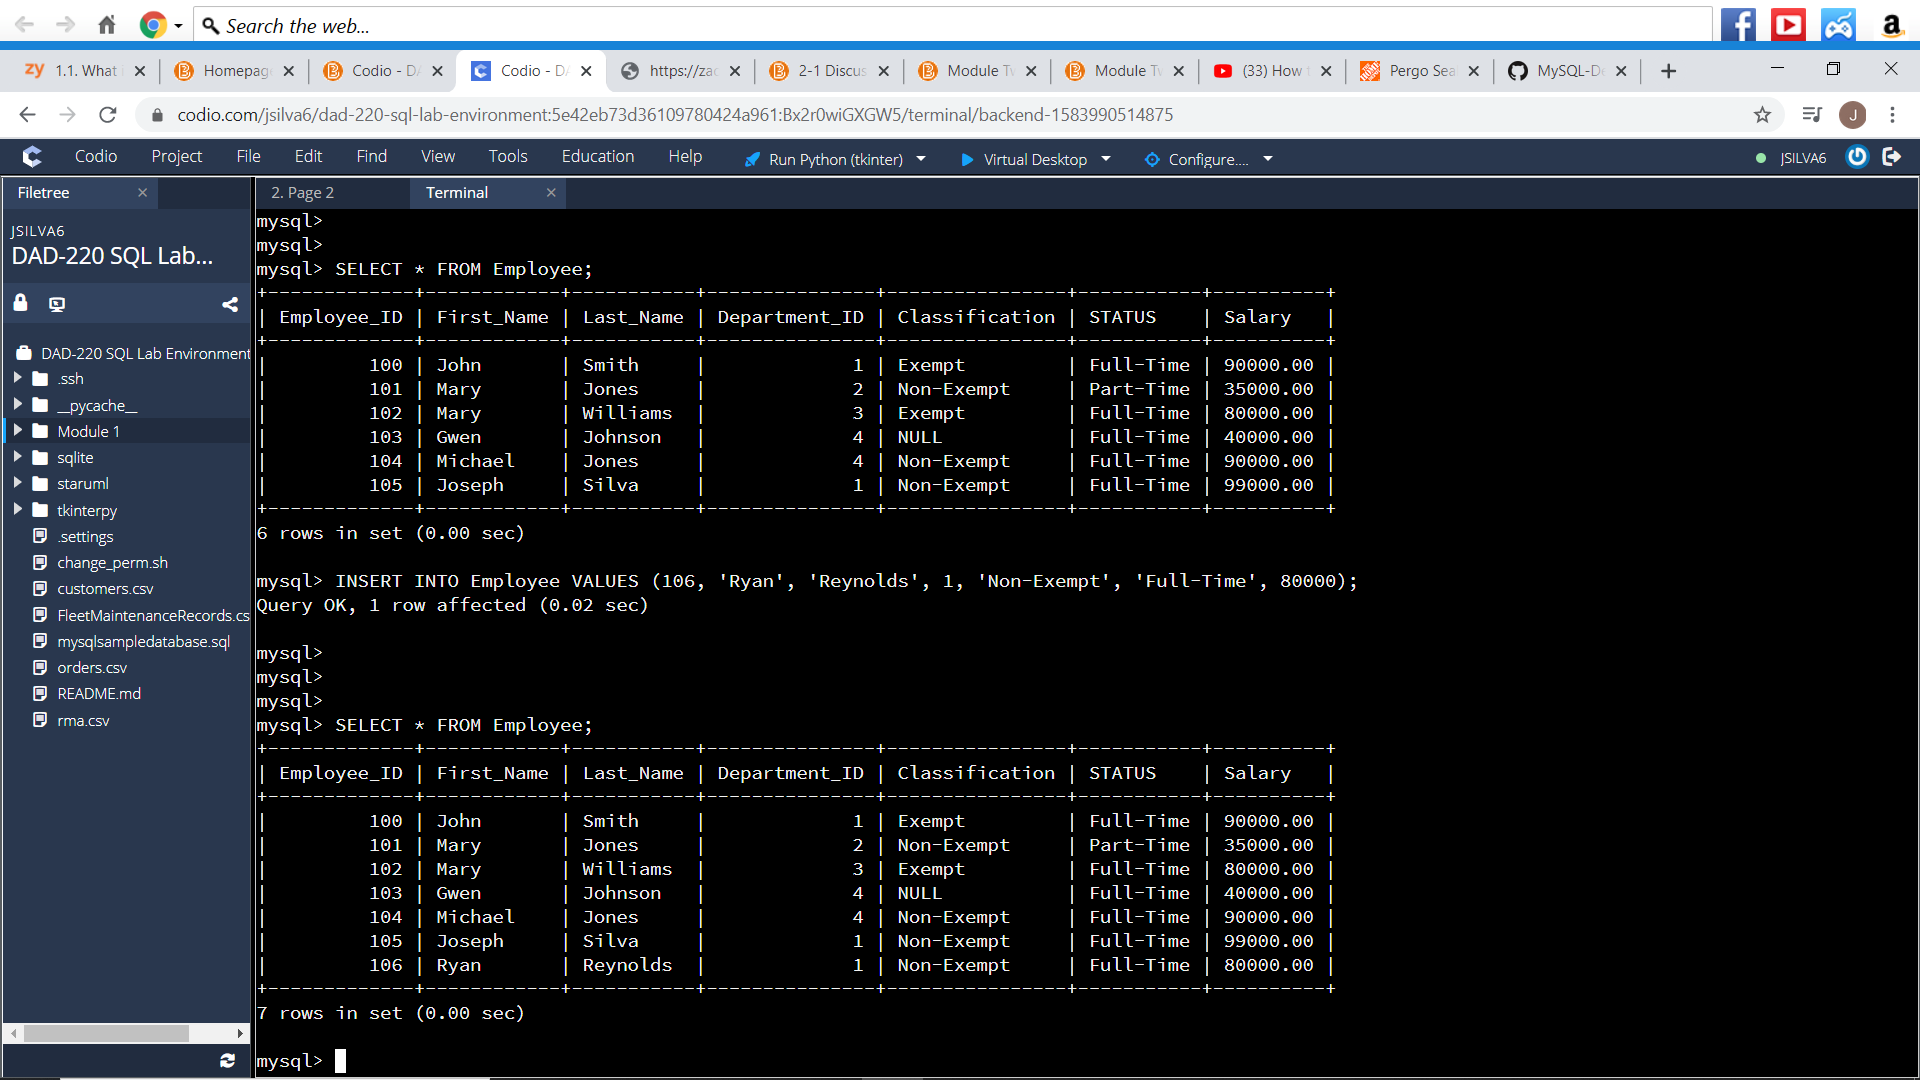 Search the web...
zy 1.1. What
Homepag
Codio - DA
Codio - DA
https://zac
2-1 Discus
Module Tw
Module Tw
(33) How t
Pergo Seal
MySQL-De
codio.com/jsilva6/dad-220-sql-lab-environment:5e42eb73d36109780424a961:Bx2r0wiGXGW5/terminal/backend-1583990514875
J
Codio Project File Edit Find View Tools Education Help Run Python (tkinter) Virtual Desktop Configure.... JSILVA6
Filetree
2. Page 2
Terminal
JSILVA6
DAD-220 SQL Lab...
DAD-220 SQL Lab Environment
.ssh
__pycache__
Module 1
sqlite
staruml
tkinterpy
.settings
change_perm.sh
customers.csv
FleetMaintenanceRecords.cs
mysqlsampledatabase.sql
orders.csv
README.md
rma.csv
mysql>
mysql>
mysql> SELECT * FROM Employee;
+-------------+------------+-----------+---------------+----------------+-----------+----------+
| Employee_ID | First_Name | Last_Name | Department_ID | Classification | STATUS    | Salary   |
+-------------+------------+-----------+---------------+----------------+-----------+----------+
|         100 | John       | Smith     |             1 | Exempt         | Full-Time | 90000.00 |
|         101 | Mary       | Jones     |             2 | Non-Exempt     | Part-Time | 35000.00 |
|         102 | Mary       | Williams  |             3 | Exempt         | Full-Time | 80000.00 |
|         103 | Gwen       | Johnson   |             4 | NULL           | Full-Time | 40000.00 |
|         104 | Michael    | Jones     |             4 | Non-Exempt     | Full-Time | 90000.00 |
|         105 | Joseph     | Silva     |             1 | Non-Exempt     | Full-Time | 99000.00 |
+-------------+------------+-----------+---------------+----------------+-----------+----------+
6 rows in set (0.00 sec)
mysql> INSERT INTO Employee VALUES (106, 'Ryan', 'Reynolds', 1, 'Non-Exempt', 'Full-Time', 80000);
Query OK, 1 row affected (0.02 sec)
mysql>
mysql>
mysql>
mysql> SELECT * FROM Employee;
+-------------+------------+-----------+---------------+----------------+-----------+----------+
| Employee_ID | First_Name | Last_Name | Department_ID | Classification | STATUS    | Salary   |
+-------------+------------+-----------+---------------+----------------+-----------+----------+
|         100 | John       | Smith     |             1 | Exempt         | Full-Time | 90000.00 |
|         101 | Mary       | Jones     |             2 | Non-Exempt     | Part-Time | 35000.00 |
|         102 | Mary       | Williams  |             3 | Exempt         | Full-Time | 80000.00 |
|         103 | Gwen       | Johnson   |             4 | NULL           | Full-Time | 40000.00 |
|         104 | Michael    | Jones     |             4 | Non-Exempt     | Full-Time | 90000.00 |
|         105 | Joseph     | Silva     |             1 | Non-Exempt     | Full-Time | 99000.00 |
|         106 | Ryan       | Reynolds  |             1 | Non-Exempt     | Full-Time | 80000.00 |
+-------------+------------+-----------+---------------+----------------+-----------+----------+
7 rows in set (0.00 sec)
mysql>